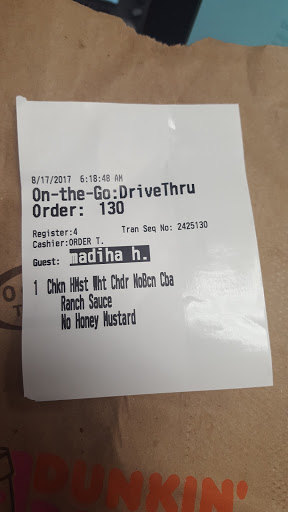 8/17/2017 6:18:48 AM
On-the-Go:DriveThru
Order: 130
Register:4 Tran Seq No: 2425130
Cashier:ORDER T.
Guest: madiha h.
1 Chkn HMst Wht Chdr NoBcn Cba
Ranch Sauce
No Honey Mustard
DUNKIN'